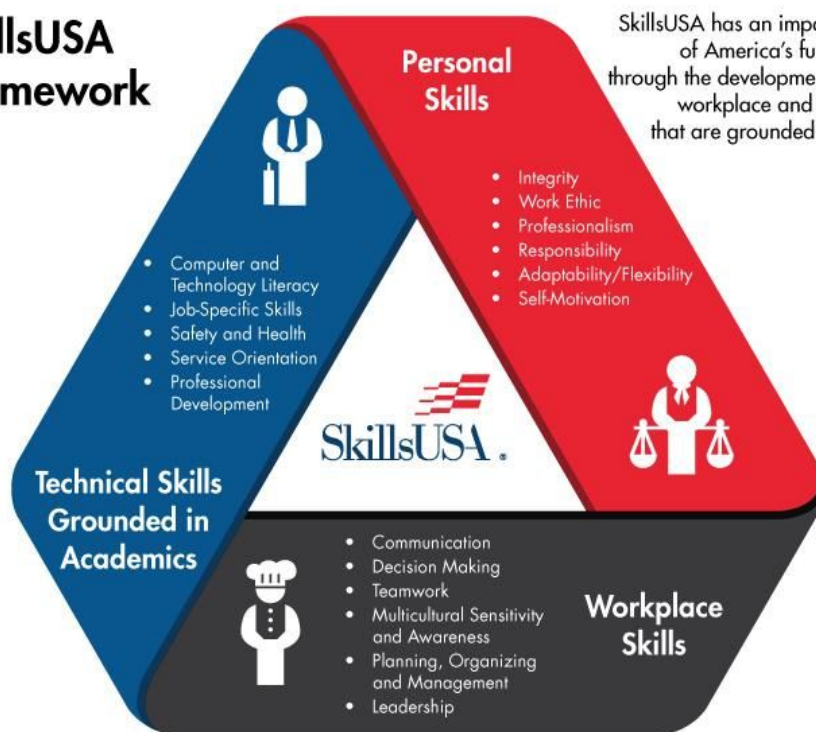 llsUSA
mework
SkillsUSA has an impa
of America's fu
through the developme
workplace and
that are grounded
Personal
Skills
• Integrity
• Work Ethic
• Professionalism
• Responsibility
• Adaptability/Flexibility
• Self-Motivation
• Computer and
Technology Literacy
• Job-Specific Skills
• Safety and Health
• Service Orientation
• Professional
Development
SkillsUSA®
Technical Skills
Grounded in
Academics
• Communication
• Decision Making
• Teamwork
• Multicultural Sensitivity
and Awareness
• Planning, Organizing
and Management
• Leadership
Workplace
Skills